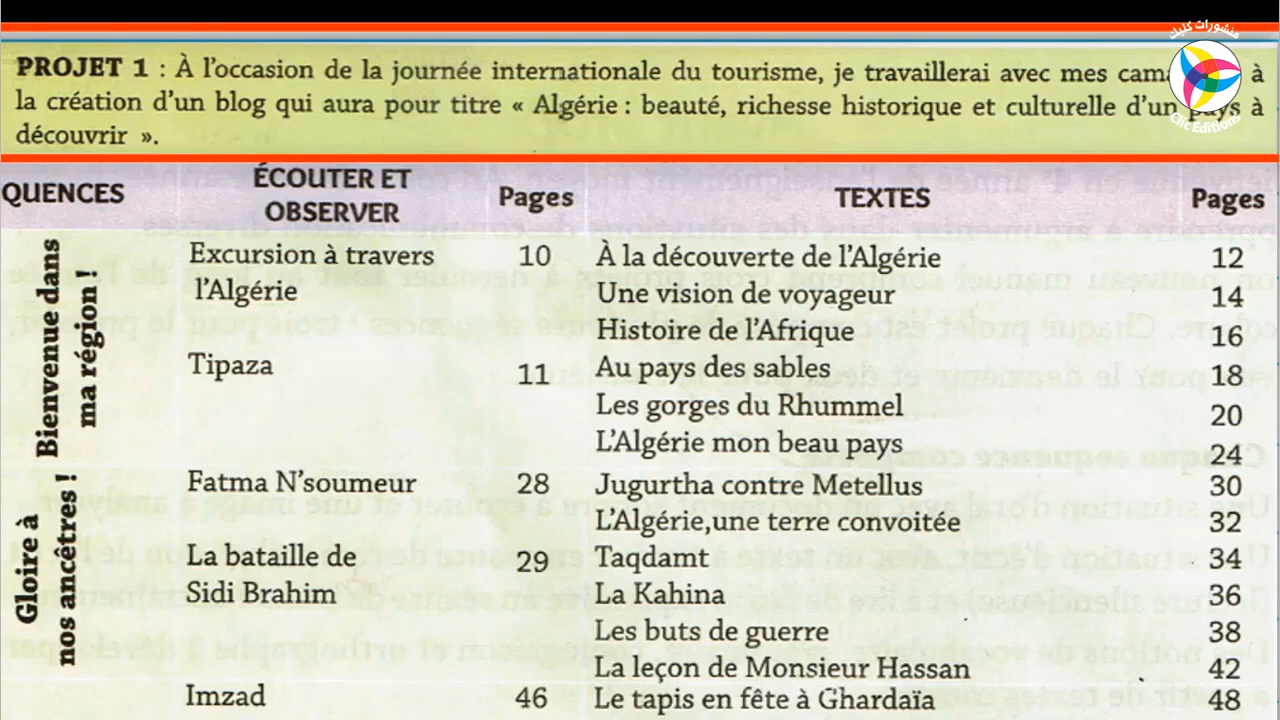 منشورات كليك
Clic Editions
PROJET 1 : À l'occasion de la journée internationale du tourisme, je travaillerai avec mes à
la création d'un blog qui aura pour titre « Algérie : beauté, richesse historique et culturelle d'un pays à
découvrir ».
QUENCES
ÉCOUTER ET
OBSERVER
Pages
TEXTES
Pages
Bienvenue dans
ma région !
Excursion à travers 10 À la découverte de l'Algérie 12
l'Algérie Une vision de voyageur 14
Histoire de l'Afrique 16
Tipaza 11 Au pays des sables 18
Les gorges du Rhummel 20
L'Algérie mon beau pays 24
Gloire à
nos ancétres !
Fatma N'soumeur 28 Jugurtha contre Metellus 30
L'Algérie,une terre convoitée 32
La bataille de 29 Taqdamt 34
Sidi Brahim La Kahina 36
Les buts de guerre 38
La leçon de Monsieur Hassan 42
Imzad 46 Le tapis en fête à Ghardaïa 48